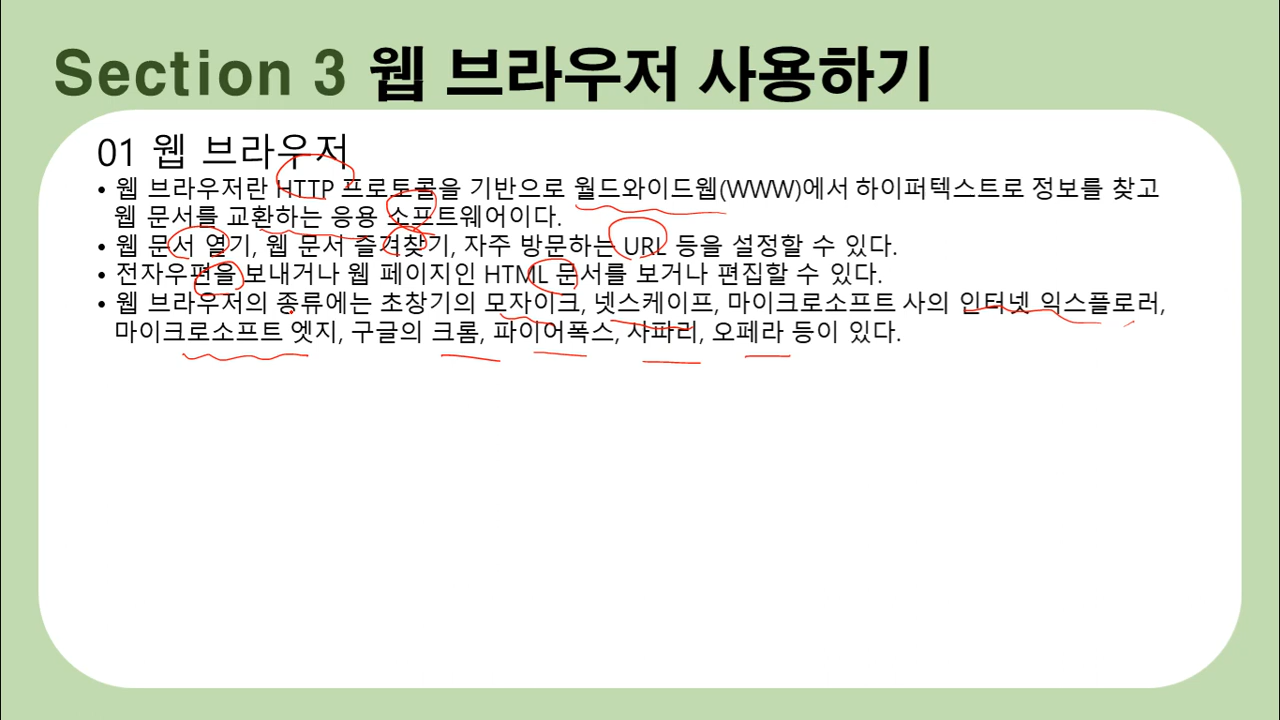 Section 3 웹 브라우저 사용하기
01 웹 브라우저
• 웹 브라우저란 HTTP 프로토콜을 기반으로 월드와이드웹(WWW)에서 하이퍼텍스트로 정보를 찾고
웹 문서를 교환하는 응용 소프트웨어이다.
• 웹 문서 열기, 웹 문서 즐겨찾기, 자주 방문하는 URL 등을 설정할 수 있다.
• 전자우편을 보내거나 웹 페이지인 HTML 문서를 보거나 편집할 수 있다.
• 웹 브라우저의 종류에는 초창기의 모자이크, 넷스케이프, 마이크로소프트 사의 인터넷 익스플로러,
마이크로소프트 엣지, 구글의 크롬, 파이어폭스, 사파리, 오페라 등이 있다.